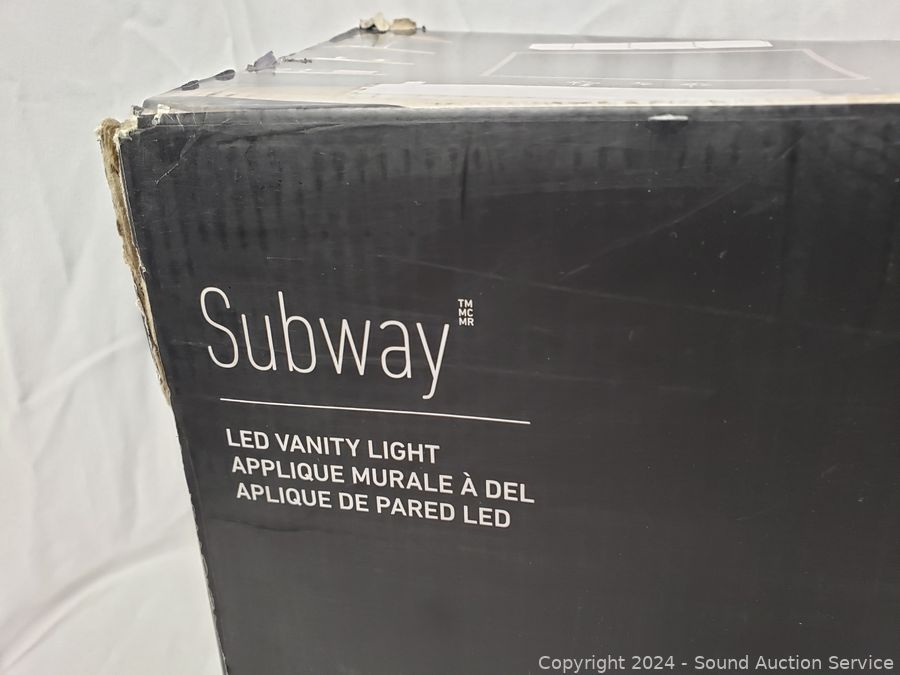 Subway TM
MC
MR
LED VANITY LIGHT
APPLIQUE MURALE À DEL
APLIQUE DE PARED LED
Copyright 2024 - Sound Auction Service